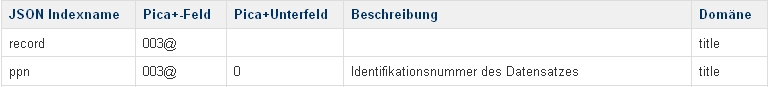 JSON Indexname Pica+-Feld Pica+Unterfeld Beschreibung Domäne
record 003@ title
ppn 003@ 0 Identifikationsnummer des Datensatzes title